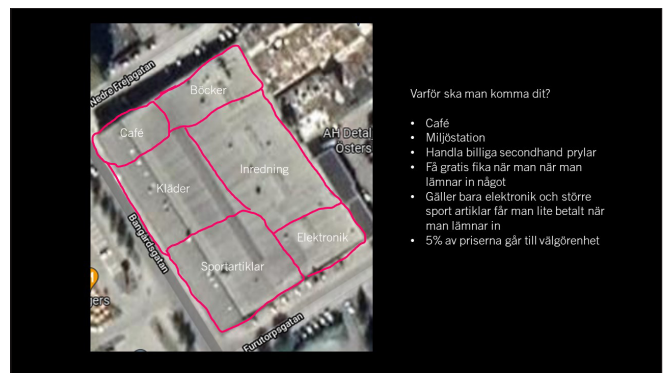 Nedre Frejagatan
Böcker
Café
AH Detal
Östers
Inredning
Kläder
Bangårdsgatan
Elektronik
Sportartiklar
gers
Furutorpsgatan
Varför ska man komma dit?
• Café
• Miljöstation
• Handla billiga secondhand prylar
• Få gratis fika när man när man
lämnar in något
• Gäller bara elektronik och större
sport artiklar får man lite betalt när
man lämnar in
• 5% av priserna går till välgörenhet